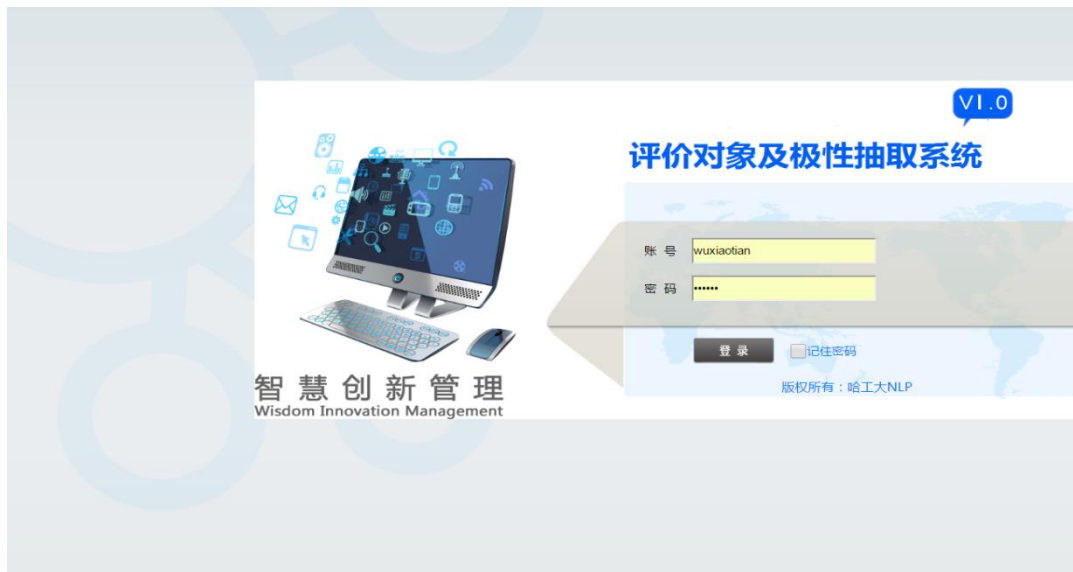 V1.0
评价对象及极性抽取系统
账 号 wuxiaotian
密 码 ••••••
登 录 记住密码
版权所有：哈工大NLP
智慧创新管理
Wisdom Innovation Management